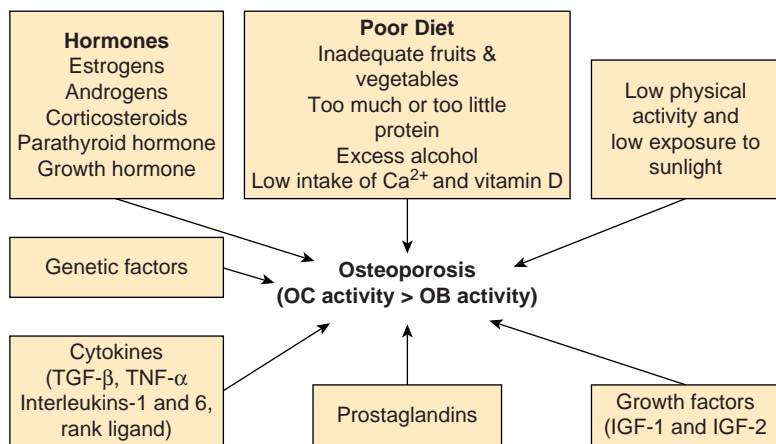 Hormones
Estrogens
Androgens
Corticosteroids
Parathyroid hormone
Growth hormone
Poor Diet
Inadequate fruits &
vegetables
Too much or too little
protein
Excess alcohol
Low intake of Ca²⁺ and vitamin D
Low physical
activity and
low exposure to
sunlight
Genetic factors
Osteoporosis
(OC activity > OB activity)
Cytokines
(TGF-β, TNF-α
Interleukins-1 and 6,
rank ligand)
Prostaglandins
Growth factors
(IGF-1 and IGF-2